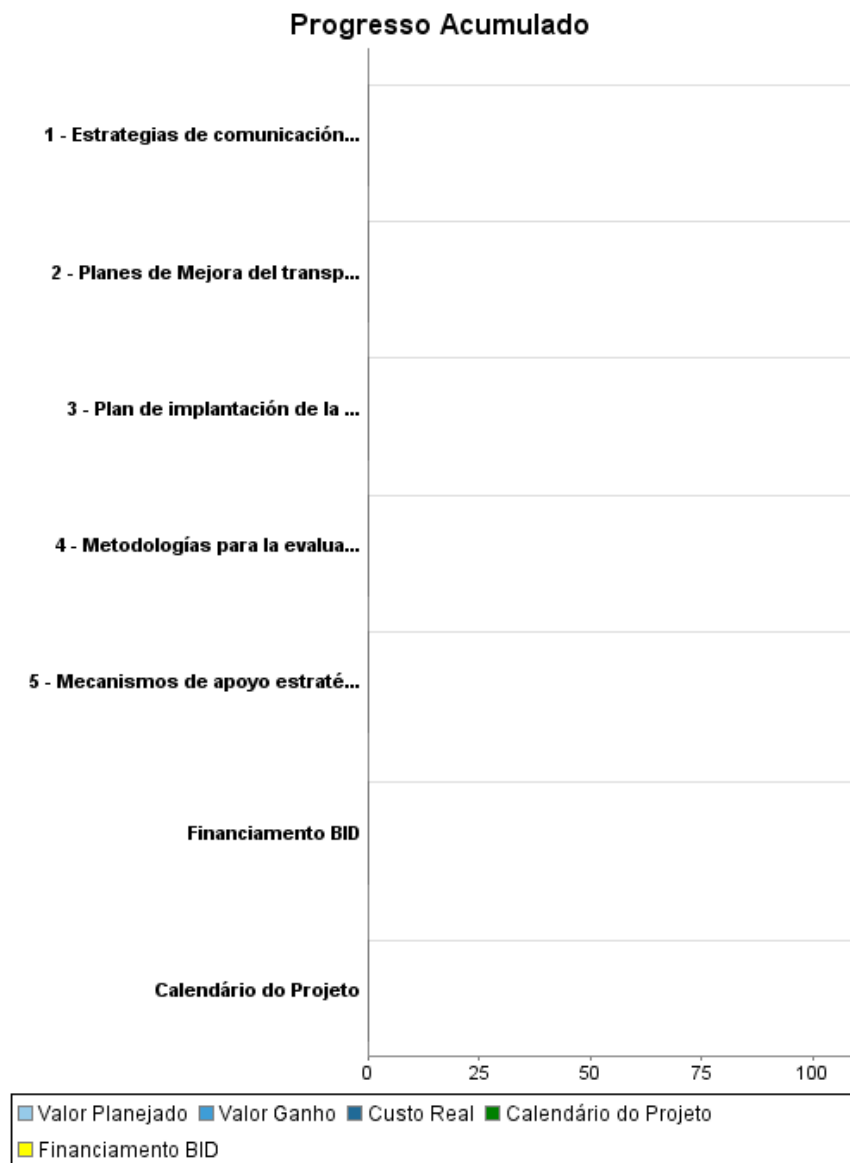 Progresso Acumulado
1 - Estrategias de comunicación...
2 - Planes de Mejora del transp...
3 - Plan de implantación de la ...
4 - Metodologías para la evalua...
5 - Mecanismos de apoyo estraté...
Financiamento BID
Calendário do Projeto
0 25 50 75 100
Valor Planejado Valor Ganho Custo Real Calendário do Projeto
Financiamento BID